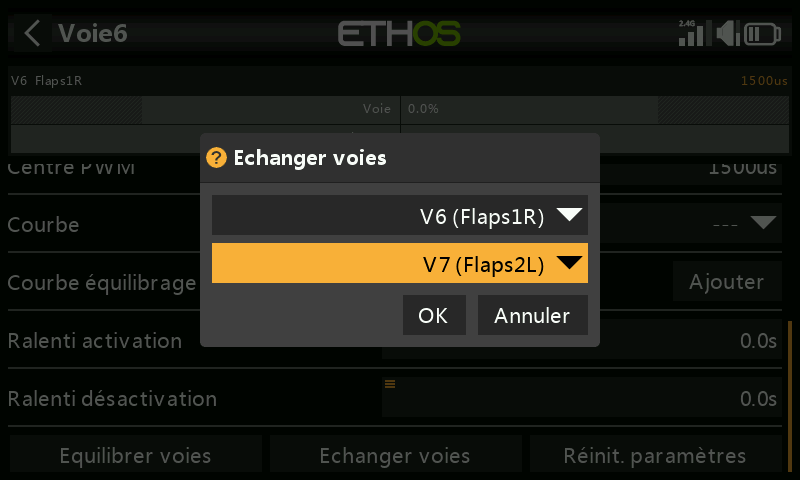 Voie6
ETHOS
2.4G
V6 Flaps1R
1500us
Voie 0.0%
Centre PWM
1500us
Echanger voies
V6 (Flaps1R)
Courbe
---
V7 (Flaps2L)
Courbe équilibrage
Ajouter
OK
Annuler
Ralenti activation
0.0s
Ralenti désactivation
0.0s
Equilibrer voies
Echanger voies
Réinit. paramètres